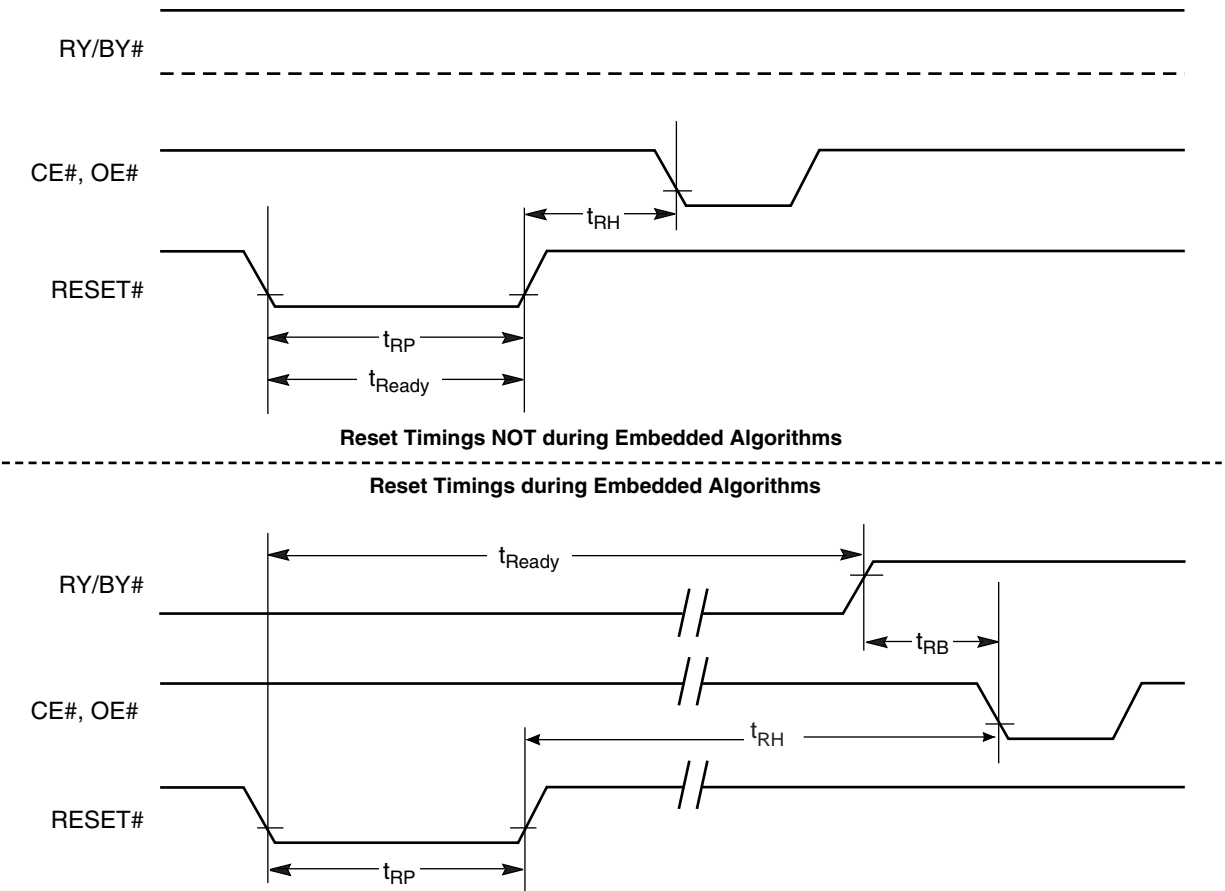 RY/BY#
CE#, OE#
tRH
RESET#
tRP
tReady
Reset Timings NOT during Embedded Algorithms
Reset Timings during Embedded Algorithms
tReady
RY/BY#
tRB
CE#, OE#
tRH
RESET#
tRP